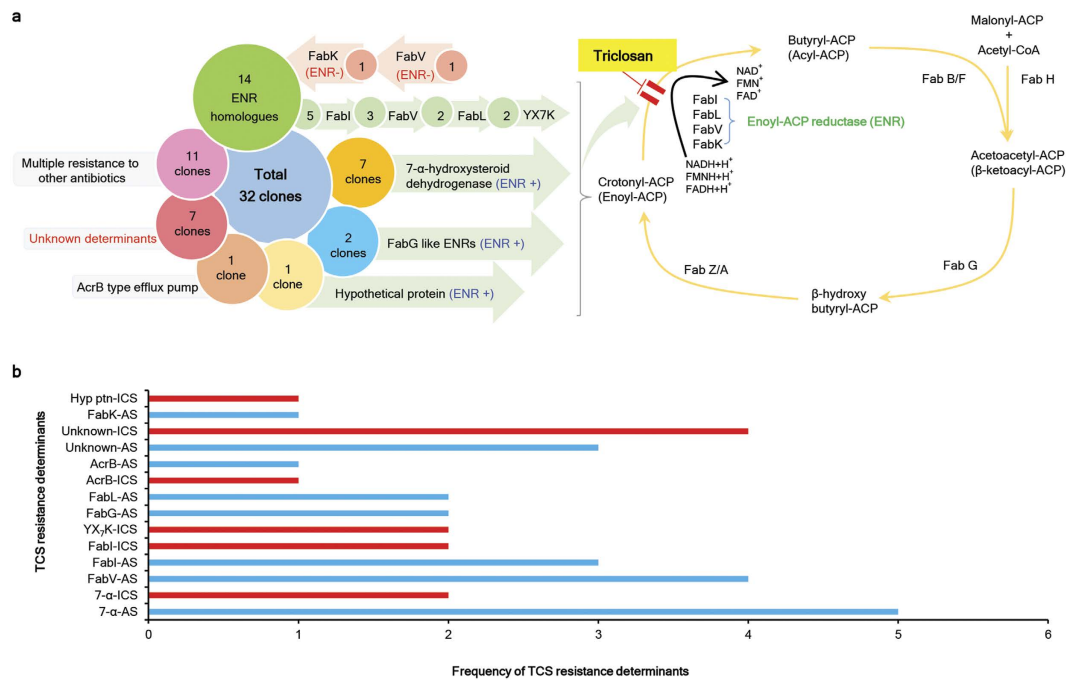 a
14
ENR
homologues
FabK
(ENR-)
1
FabV
(ENR-)
1
5
FabI
3
FabV
2
FabL
2
YX7K
Multiple resistance to
other antibiotics
11
clones
Total
32 clones
7
clones
7-α-hydroxysteroid
dehydrogenase (ENR +)
Unknown determinants
7
clones
2
clones
FabG like ENRs (ENR +)
AcrB type efflux pump
1
clone
1
clone
Hypothetical protein (ENR +)
Triclosan
NAD⁺
FMN⁺
FAD⁺
FabI
FabL
FabV
FabK
Enoyl-ACP reductase (ENR)
NADH+H⁺
FMNH+H⁺
FADH+H⁺
Crotonyl-ACP
(Enoyl-ACP)
Butyryl-ACP
(Acyl-ACP)
Malonyl-ACP
+
Acetyl-CoA
Fab B/F
Fab H
Acetoacetyl-ACP
(β-ketoacyl-ACP)
Fab G
β-hydroxy
butyryl-ACP
Fab Z/A
b
TCS resistance determinants
Hyp ptn-ICS
FabK-AS
Unknown-ICS
Unknown-AS
AcrB-AS
AcrB-ICS
FabL-AS
FabG-AS
YX₇K-ICS
FabI-ICS
FabI-AS
FabV-AS
7-α-ICS
7-α-AS
0 1 2 3 4 5 6
Frequency of TCS resistance determinants